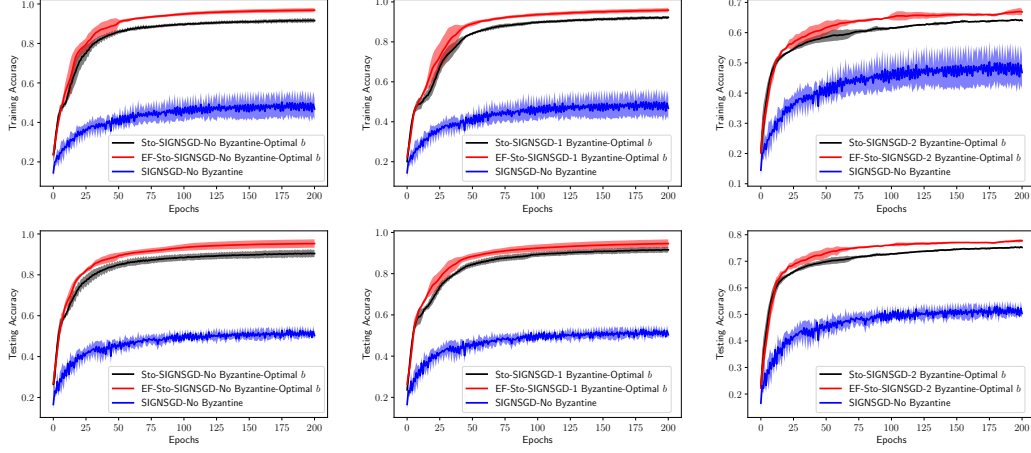 1.0
0.8
0.6
0.4
0.2
Training Accuracy
Sto-SIGNSGD-No Byzantine-Optimal b
EF-Sto-SIGNSGD-No Byzantine-Optimal b
SIGNSGD-No Byzantine
0 25 50 75 100 125 150 175 200
Epochs
1.0
0.8
0.6
0.4
0.2
Training Accuracy
Sto-SIGNSGD-1 Byzantine-Optimal b
EF-Sto-SIGNSGD-1 Byzantine-Optimal b
SIGNSGD-No Byzantine
0 25 50 75 100 125 150 175 200
Epochs
0.7
0.6
0.5
0.4
0.3
0.2
0.1
Training Accuracy
Sto-SIGNSGD-2 Byzantine-Optimal b
EF-Sto-SIGNSGD-2 Byzantine-Optimal b
SIGNSGD-No Byzantine
0 25 50 75 100 125 150 175 200
Epochs
1.0
0.8
0.6
0.4
0.2
Testing Accuracy
Sto-SIGNSGD-No Byzantine-Optimal b
EF-Sto-SIGNSGD-No Byzantine-Optimal b
SIGNSGD-No Byzantine
0 25 50 75 100 125 150 175 200
Epochs
1.0
0.8
0.6
0.4
0.2
Testing Accuracy
Sto-SIGNSGD-1 Byzantine-Optimal b
EF-Sto-SIGNSGD-1 Byzantine-Optimal b
SIGNSGD-No Byzantine
0 25 50 75 100 125 150 175 200
Epochs
0.8
0.7
0.6
0.5
0.4
0.3
0.2
Testing Accuracy
Sto-SIGNSGD-2 Byzantine-Optimal b
EF-Sto-SIGNSGD-2 Byzantine-Optimal b
SIGNSGD-No Byzantine
0 25 50 75 100 125 150 175 200
Epochs